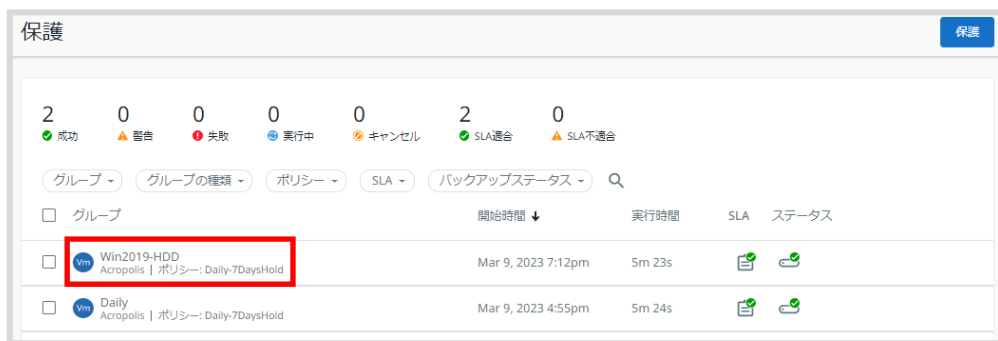 保護
保護
2 0 0 0 0 2 0
成功 警告 失敗 実行中 キャンセル SLA適合 SLA不適合
グループ グループの種類 ポリシー SLA バックアップステータス
グループ 開始時間 実行時間 SLA ステータス
Vm Win2019-HDD Mar 9, 2023 7:12pm 5m 23s
Acropolis | ポリシー: Daily-7DaysHold
Vm Daily Mar 9, 2023 4:55pm 5m 24s
Acropolis | ポリシー: Daily-7DaysHold